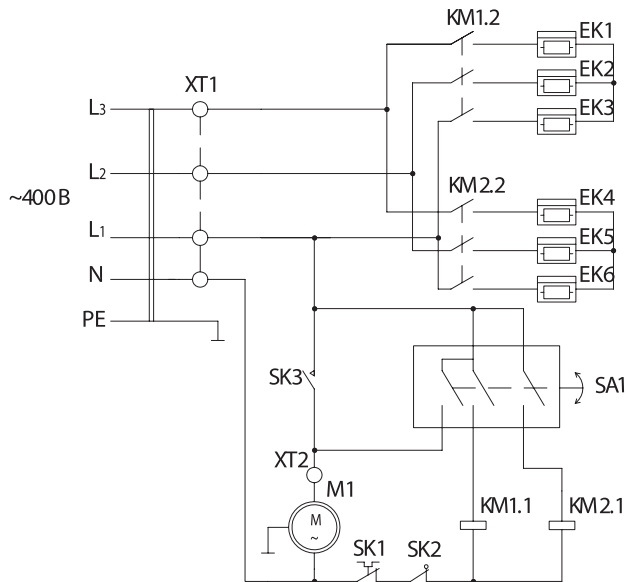 KM1.2
EK1
EK2
EK3
XT1
L3
L2
~400В
L1
N
PE
KM2.2
EK4
EK5
EK6
SK3
SA1
XT2
M1
M
~
KM1.1
KM2.1
SK1
SK2